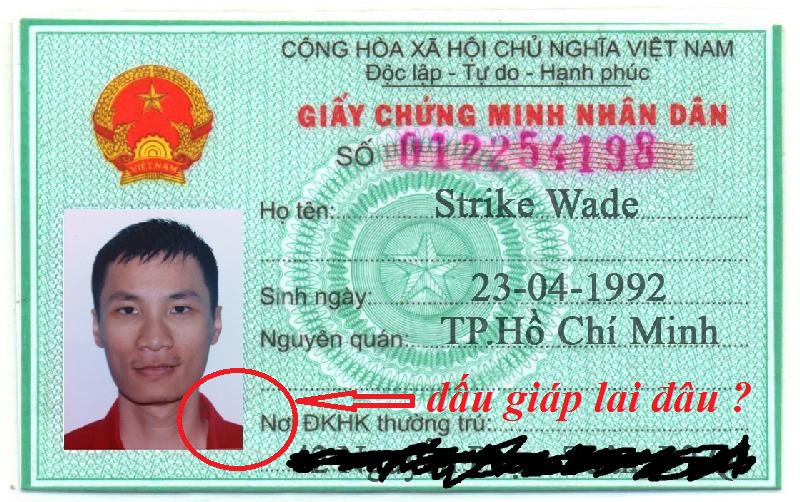 CỘNG HÒA XÃ HỘI CHỦ NGHĨA VIỆT NAM
Độc lập - Tự do - Hạnh phúc
GIẤY CHỨNG MINH NHÂN DÂN
SỐ 012254198
VIỆT NAM
Họ tên: Strike Wade
Sinh ngày: 23-04-1992
Nguyên quán: TP.Hồ Chí Minh
dấu giáp lai đâu ?
Nơi ĐKHK thường trú: